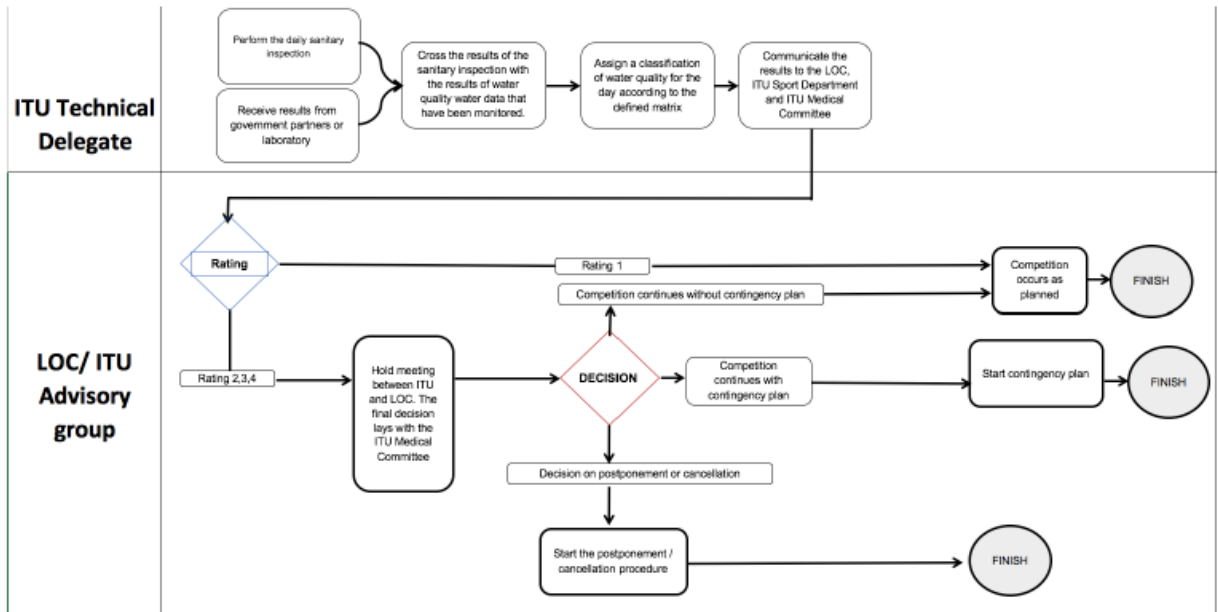 ITU Technical
Delegate
Perform the daily sanitary
inspection
Receive results from
government partners or
laboratory
Cross the results of the
sanitary inspection with
the results of water
quality water data that
have been monitored.
Assign a classification
of water quality for the
day according to the
defined matrix
Communicate the
results to the LOC,
ITU Sport Department
and ITU Medical
Committee
LOC/ ITU
Advisory
group
Rating
Rating 1
Competition
occurs as
planned
FINISH
Competition continues without contingency plan
Rating 2,3,4
Hold meeting
between ITU
and LOC. The
final decision
lays with the
ITU Medical
Committee
DECISION
Competition
continues with
contingency plan
Start contingency plan
FINISH
Decision on postponement or cancellation
Start the postponement /
cancellation procedure
FINISH